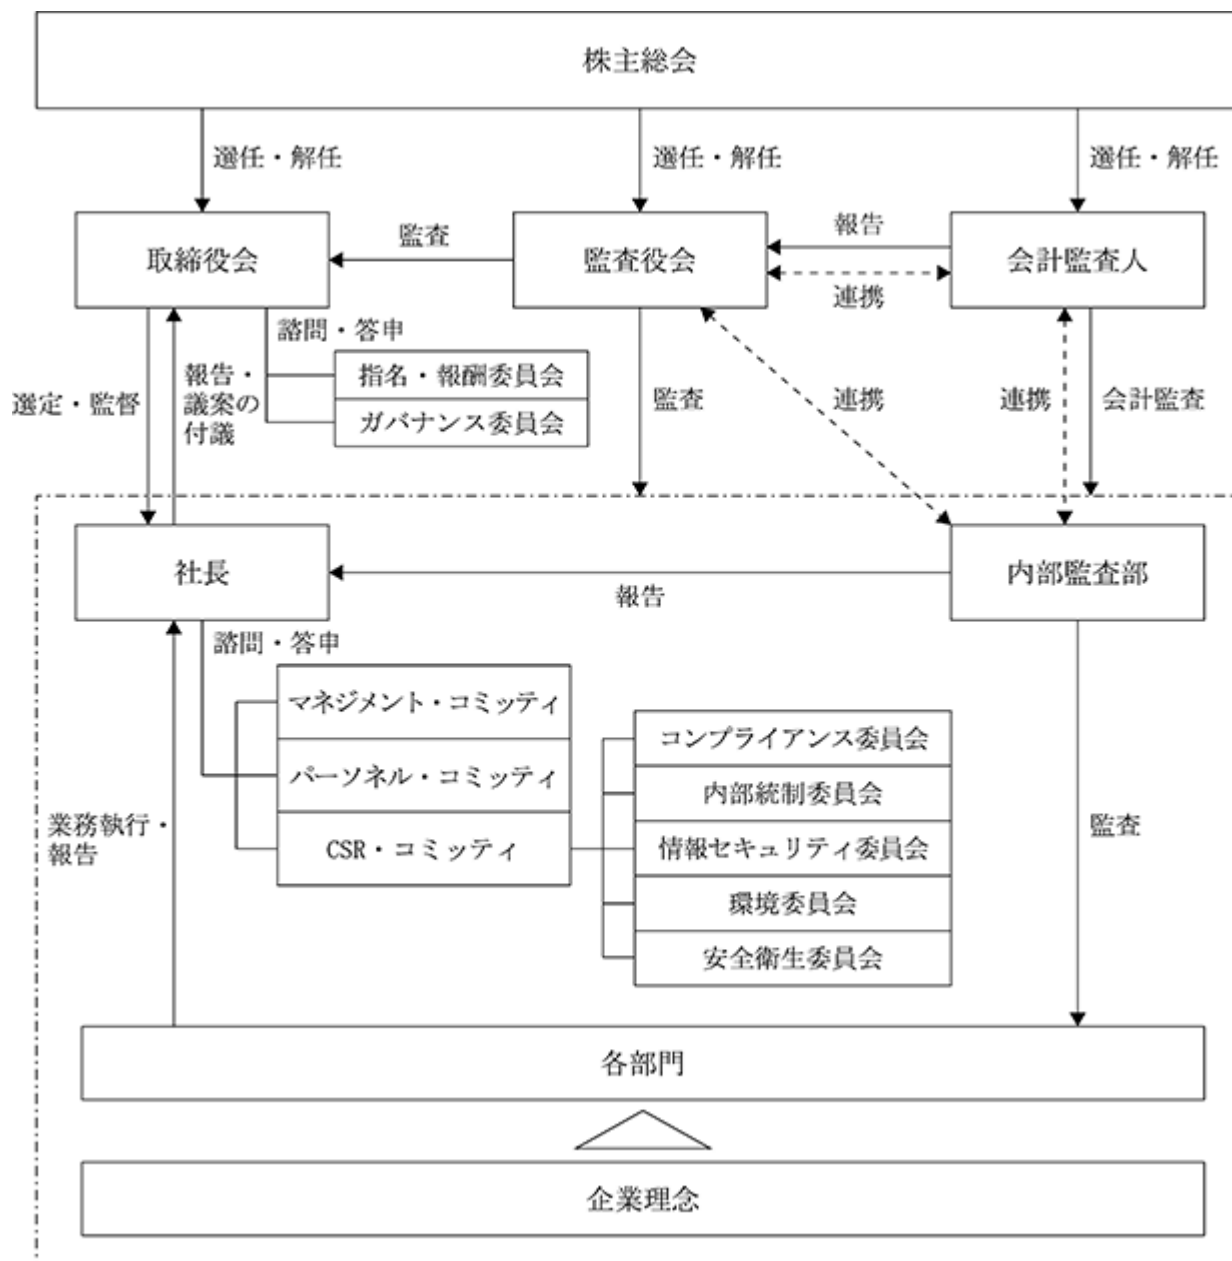 株主総会
選任・解任
選任・解任
選任・解任
取締役会
監査
監査役会
報告
連携
会計監査人
諮問・答申
指名・報酬委員会
ガバナンス委員会
選定・監督
報告・
議案の
付議
監査
連携
連携
会計監査
社長
報告
内部監査部
諮問・答申
マネジメント・コミッティ
パーソネル・コミッティ
CSR・コミッティ
コンプライアンス委員会
内部統制委員会
情報セキュリティ委員会
環境委員会
安全衛生委員会
業務執行・
報告
監査
各部門
企業理念